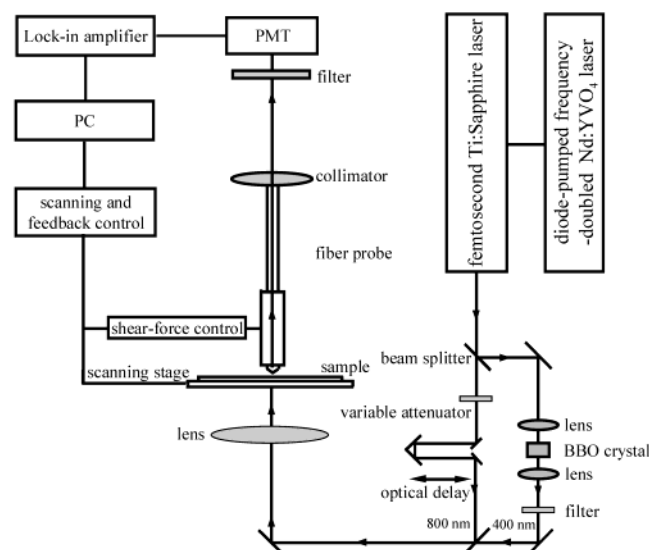 Lock-in amplifier
PMT
filter
PC
collimator
scanning and
feedback control
fiber probe
shear-force control
scanning stage
sample
lens
femtosecond Ti:Sapphire laser
diode-pumped frequency
-doubled Nd:YVO4 laser
beam splitter
variable attenuator
lens
BBO crystal
lens
optical delay
filter
800 nm
400 nm